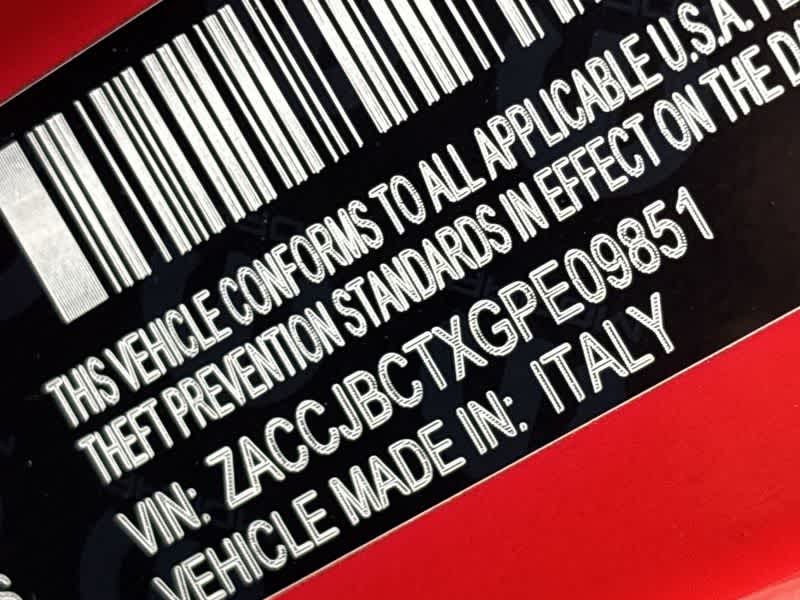 THIS VEHICLE CONFORMS TO ALL APPLICABLE U.S.A.
THEFT PREVENTION STANDARDS IN EFFECT ON THE
VIN: ZACCJBCTXGPE09851
VEHICLE MADE IN: ITALY